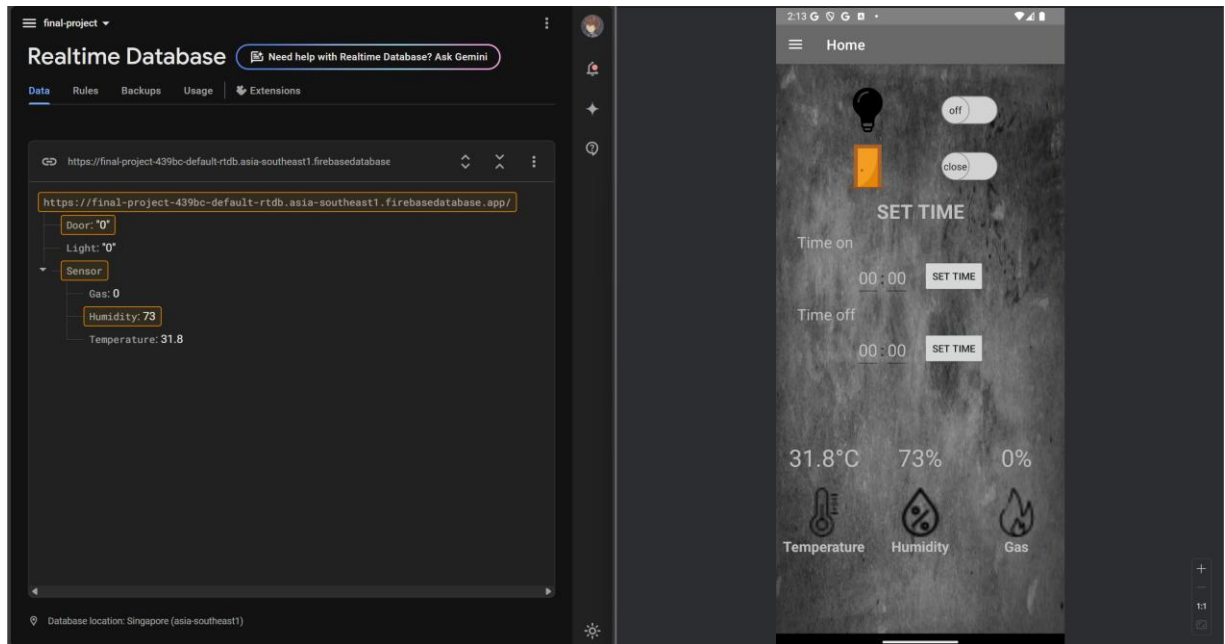 final-project
Realtime Database
Need help with Realtime Database? Ask Gemini
Data Rules Backups Usage Extensions
https://final-project-439bc-default-rtdb.asia-southeast1.firebasedatabase
https://final-project-439bc-default-rtdb.asia-southeast1.firebasedatabase.app/
Door: "0"
Light: "0"
Sensor
Gas: 0
Humidity: 73
Temperature: 31.8
Database location: Singapore (asia-southeast1)
2:13 G G
Home
off
close
SET TIME
Time on
00:00 SET TIME
Time off
00:00 SET TIME
31.8°C 73% 0%
Temperature Humidity Gas
1:1